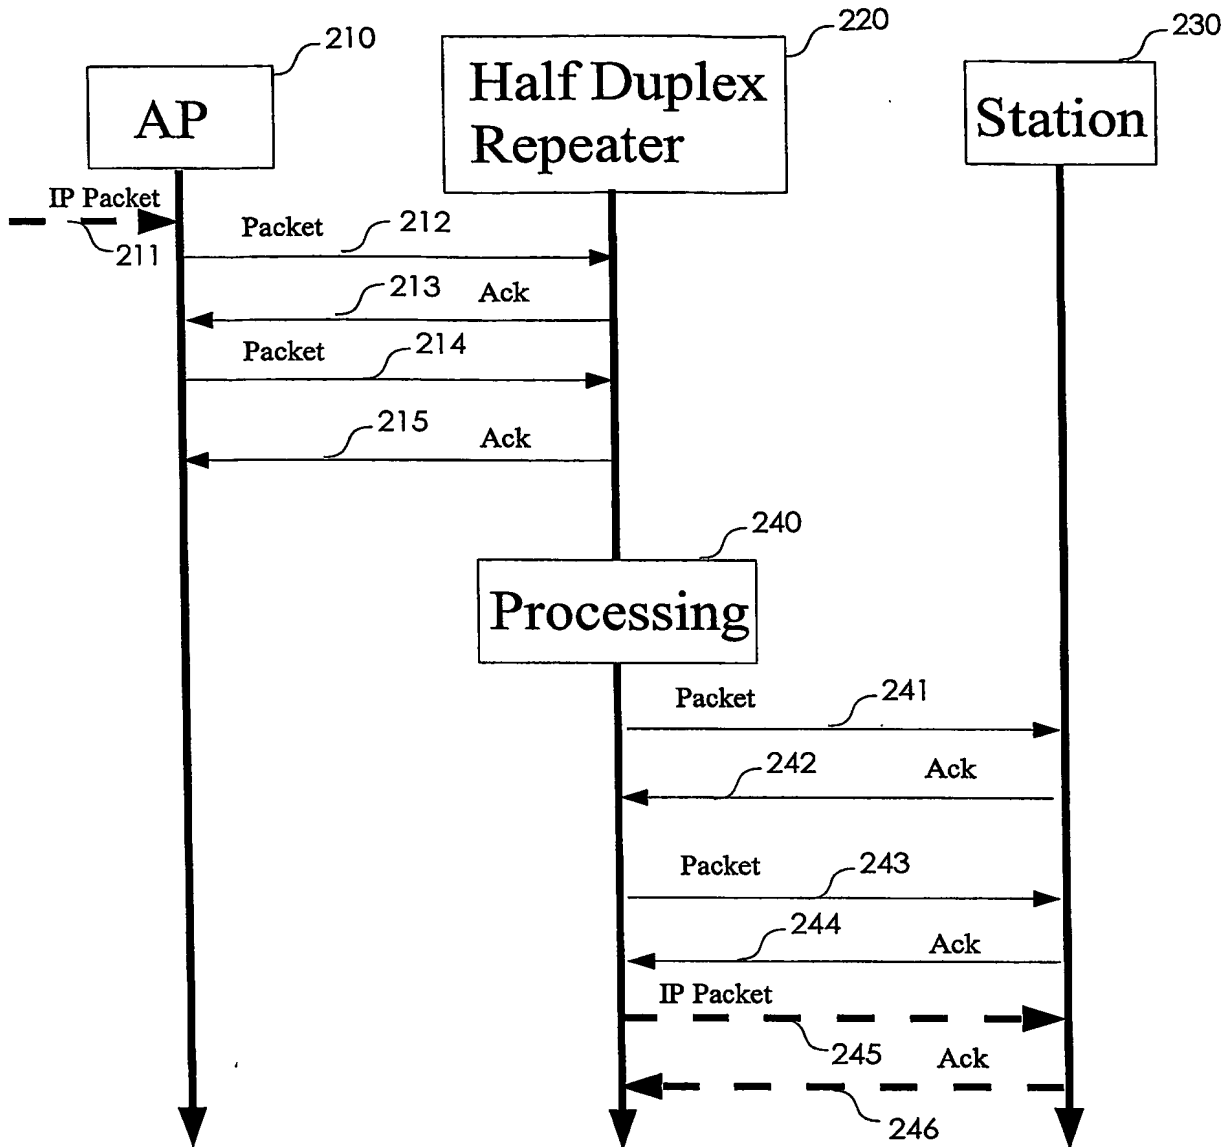 210
220
230
AP
Half Duplex
Repeater
Station
IP Packet
211
Packet
212
213
Ack
Packet
214
215
Ack
240
Processing
Packet
241
242
Ack
Packet
243
244
Ack
IP Packet
245
Ack
246